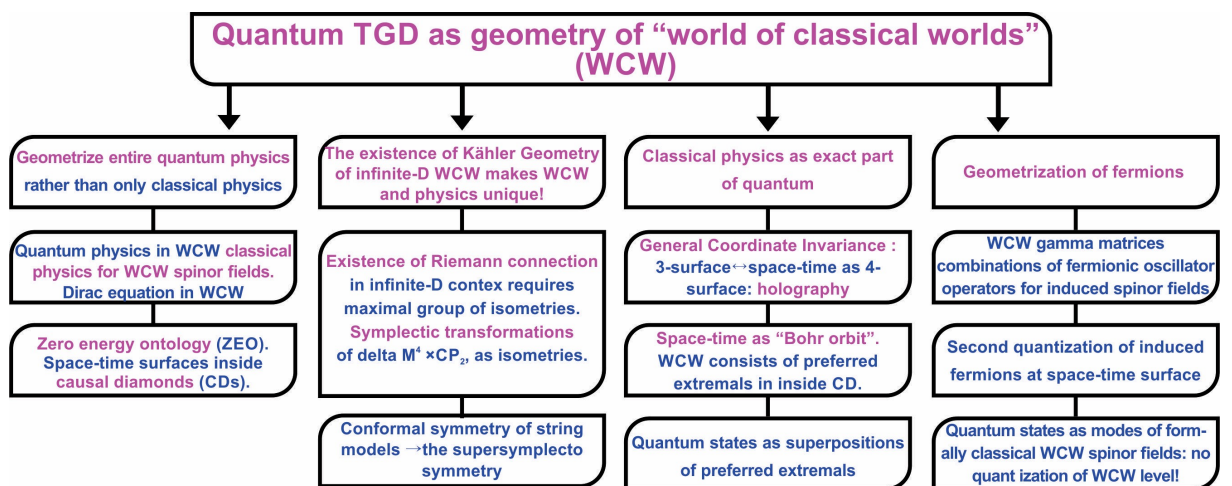 Quantum TGD as geometry of “world of classical worlds”
(WCW)
Geometrize entire quantum physics
rather than only classical physics
Quantum physics in WCW classical
physics for WCW spinor fields.
Dirac equation in WCW
Zero energy ontology (ZEO).
Space-time surfaces inside
causal diamonds (CDs).
The existence of Kähler Geometry
of infinite-D WCW makes WCW
and physics unique!
Existence of Riemann connection
in infinite-D contex requires
maximal group of isometries.
Symplectic transformations
of delta M⁴ ×CP₂, as isometries.
Conformal symmetry of string
models →the supersymplecto
symmetry
Classical physics as exact part
of quantum
General Coordinate Invariance :
3-surface↔space-time as 4-
surface: holography
Space-time as “Bohr orbit”.
WCW consists of preferred
extremals in inside CD.
Quantum states as superpositions
of preferred extremals
Geometrization of fermions
WCW gamma matrices
combinations of fermionic oscillator
operators for induced spinor fields
Second quantization of induced
fermions at space-time surface
Quantum states as modes of form-
ally classical WCW spinor fields: no
quant ization of WCW level!